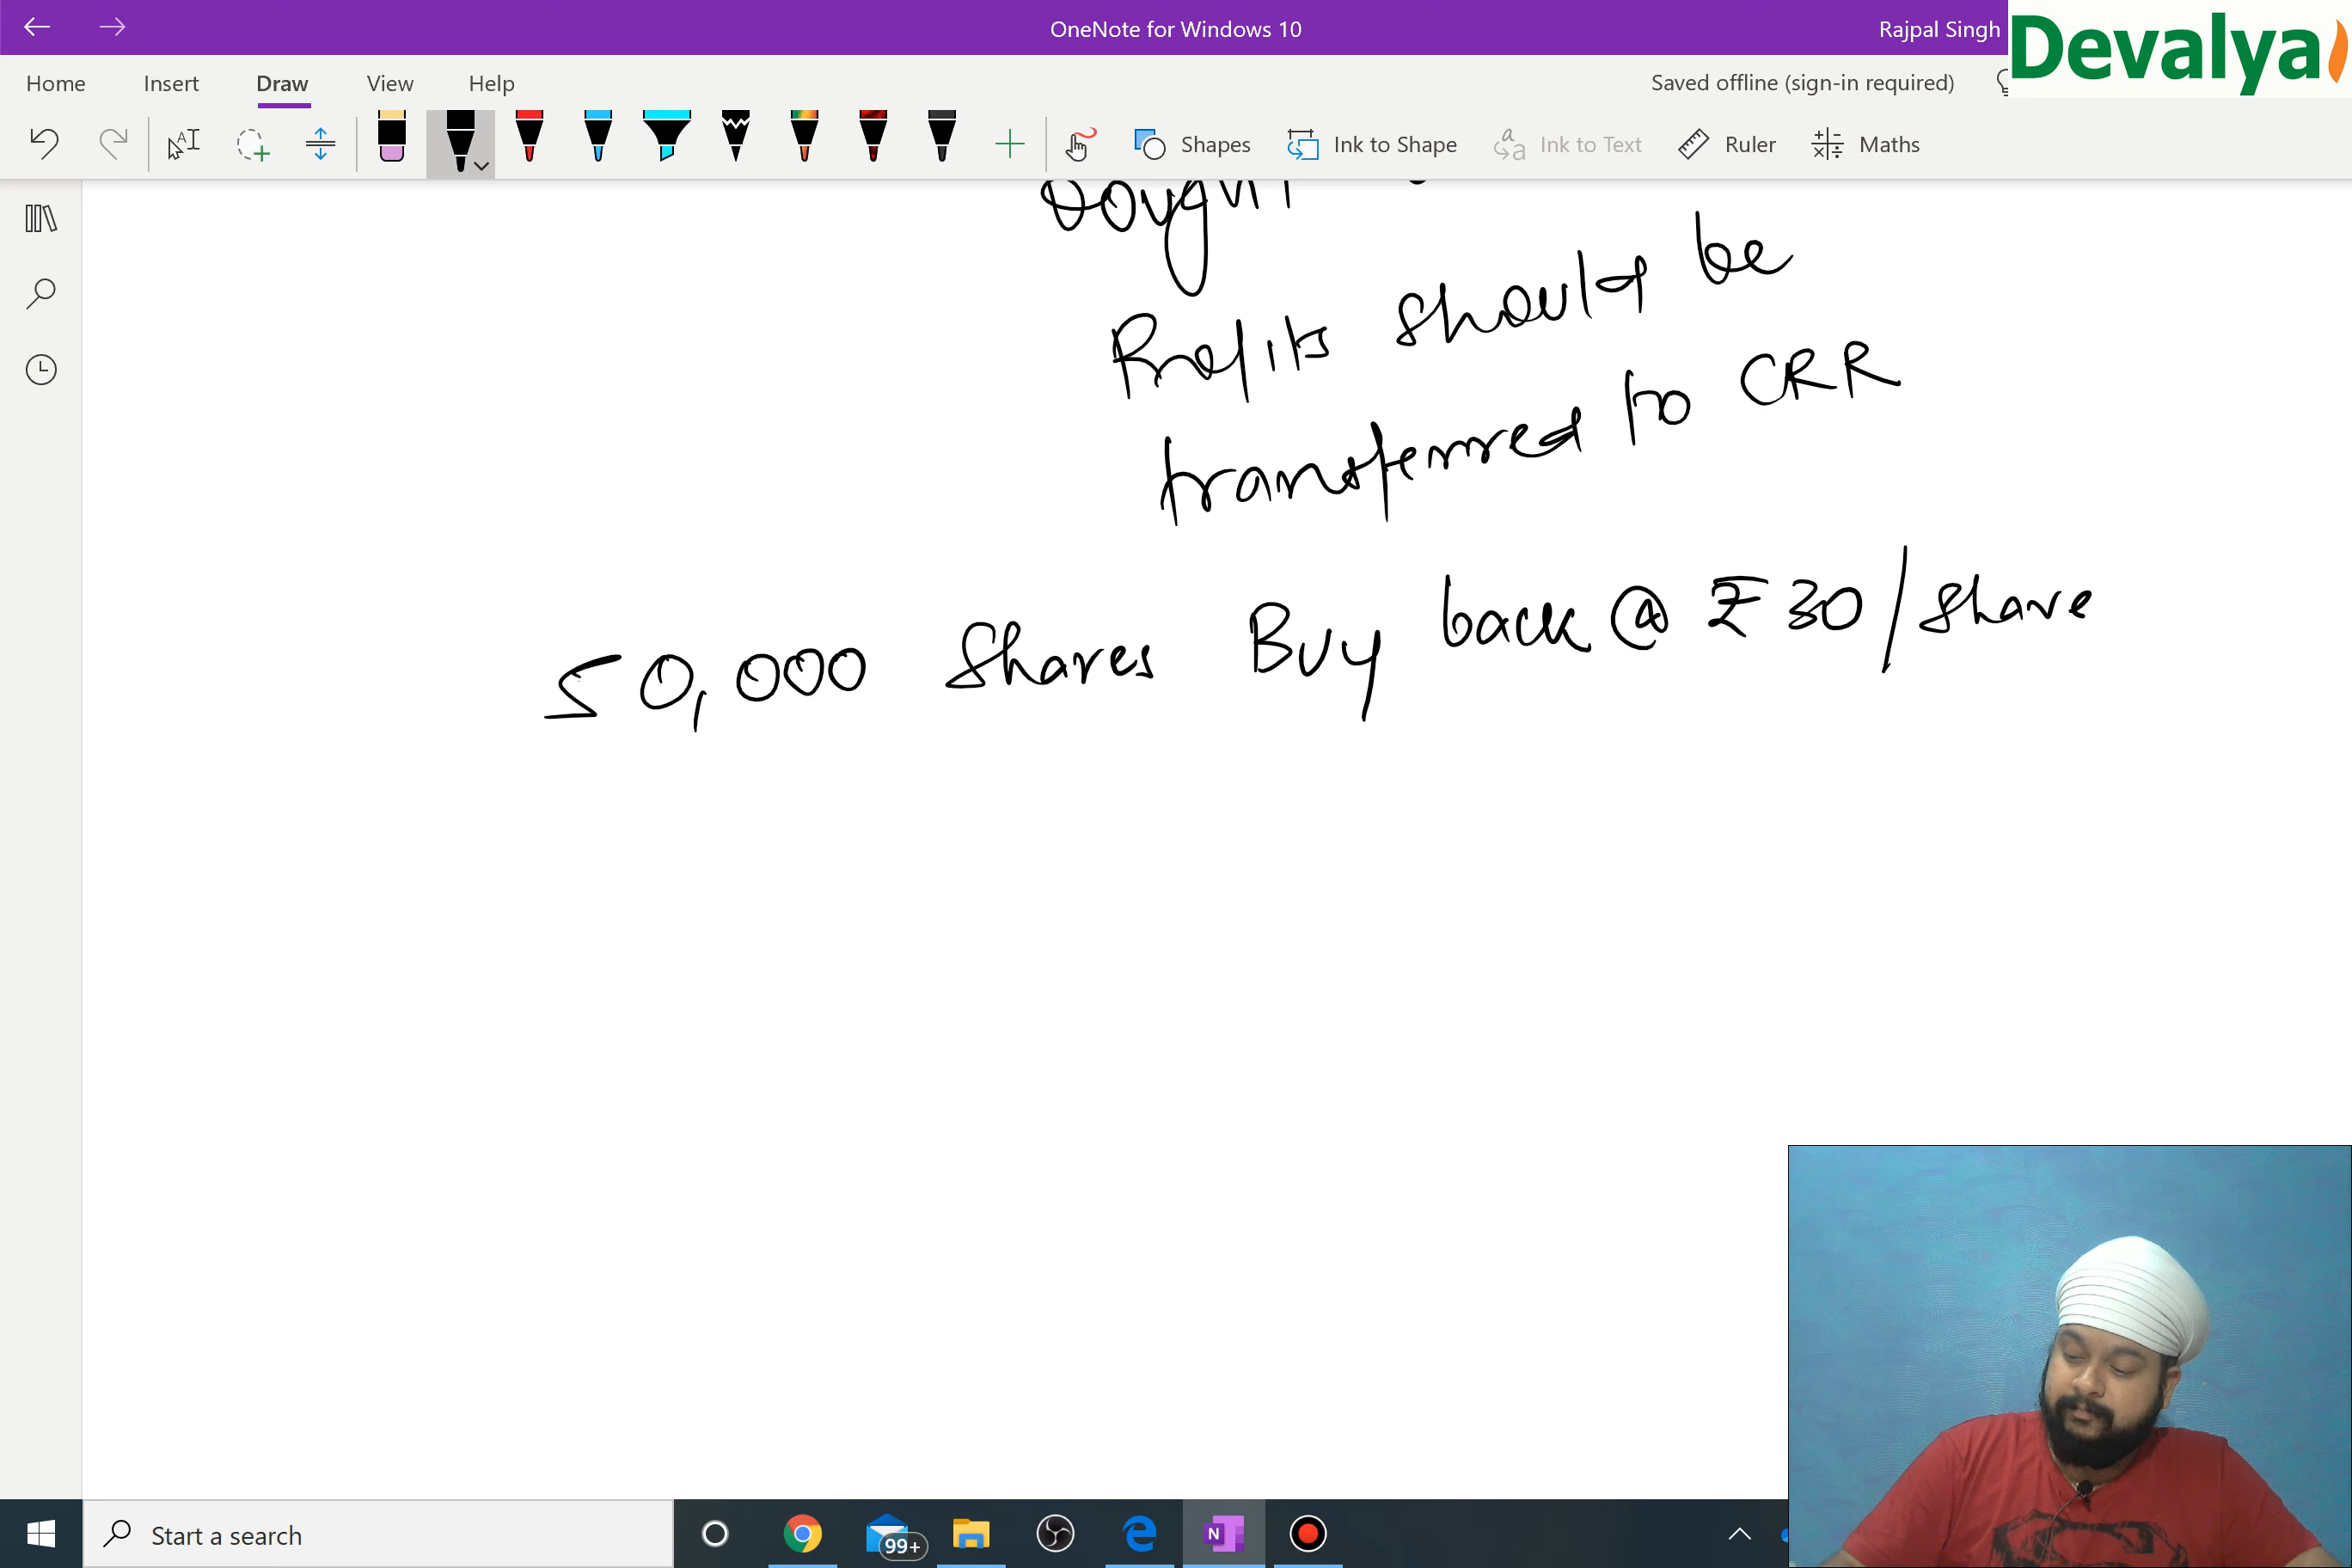 OneNote for Windows 10
Rajpal Singh
Devalya
Home Insert Draw View Help
Saved offline (sign-in required)
Shapes Ink to Shape Ink to Text Ruler Maths
Profits should be
transferred to CRR
50,000 Shares Buy back @ ₹30/share
Start a search
99+
N